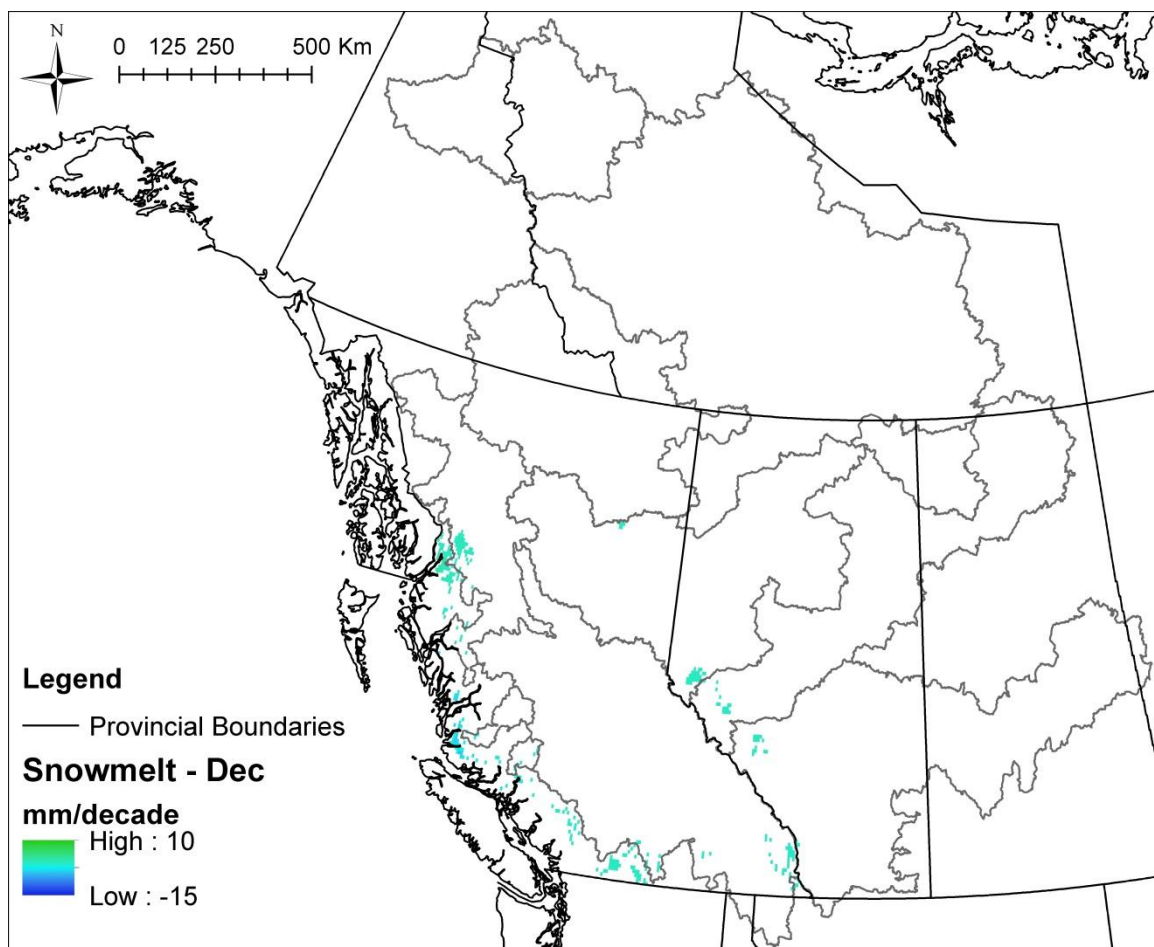 N
0 125 250 500 Km
Legend
Provincial Boundaries
Snowmelt - Dec
mm/decade
High : 10
Low : -15